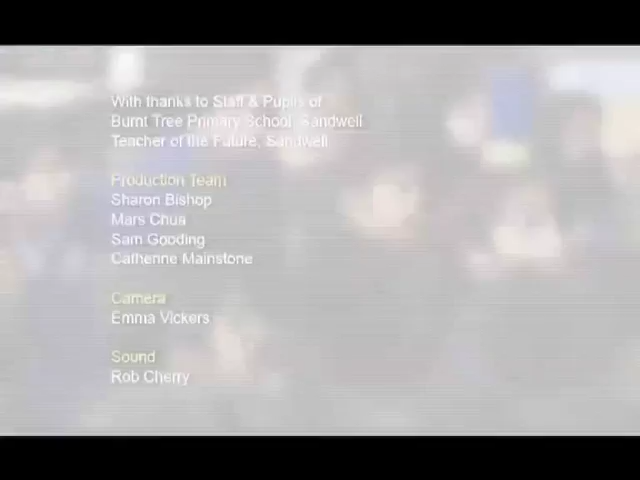 With thanks to Staff & Pupils of
Burnt Tree Primary School, Sandwell
Teacher of the Future, Sandwell
Production Team
Sharon Bishop
Mars Chua
Sam Gooding
Catherine Mainstone
Camera
Emma Vickers
Sound
Rob Cherry